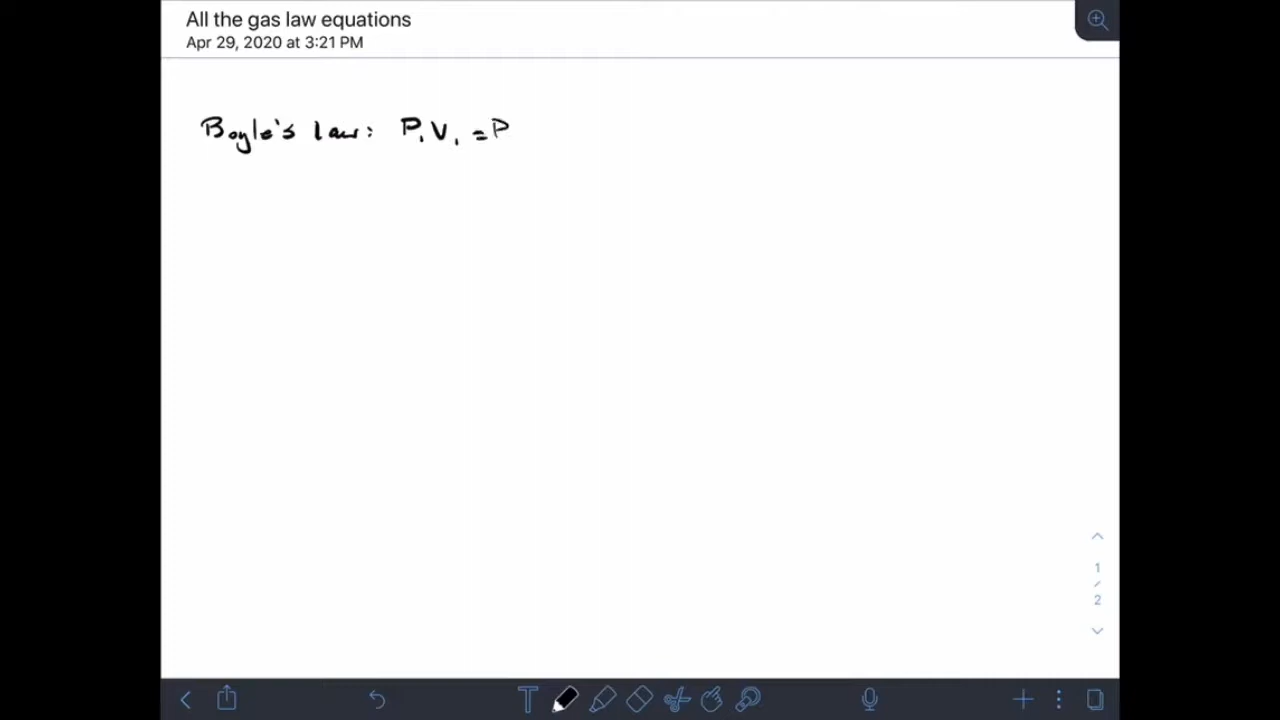 All the gas law equations
Apr 29, 2020 at 3:21 PM
Boyle's law: P₁V₁ = P
1
/
2
T